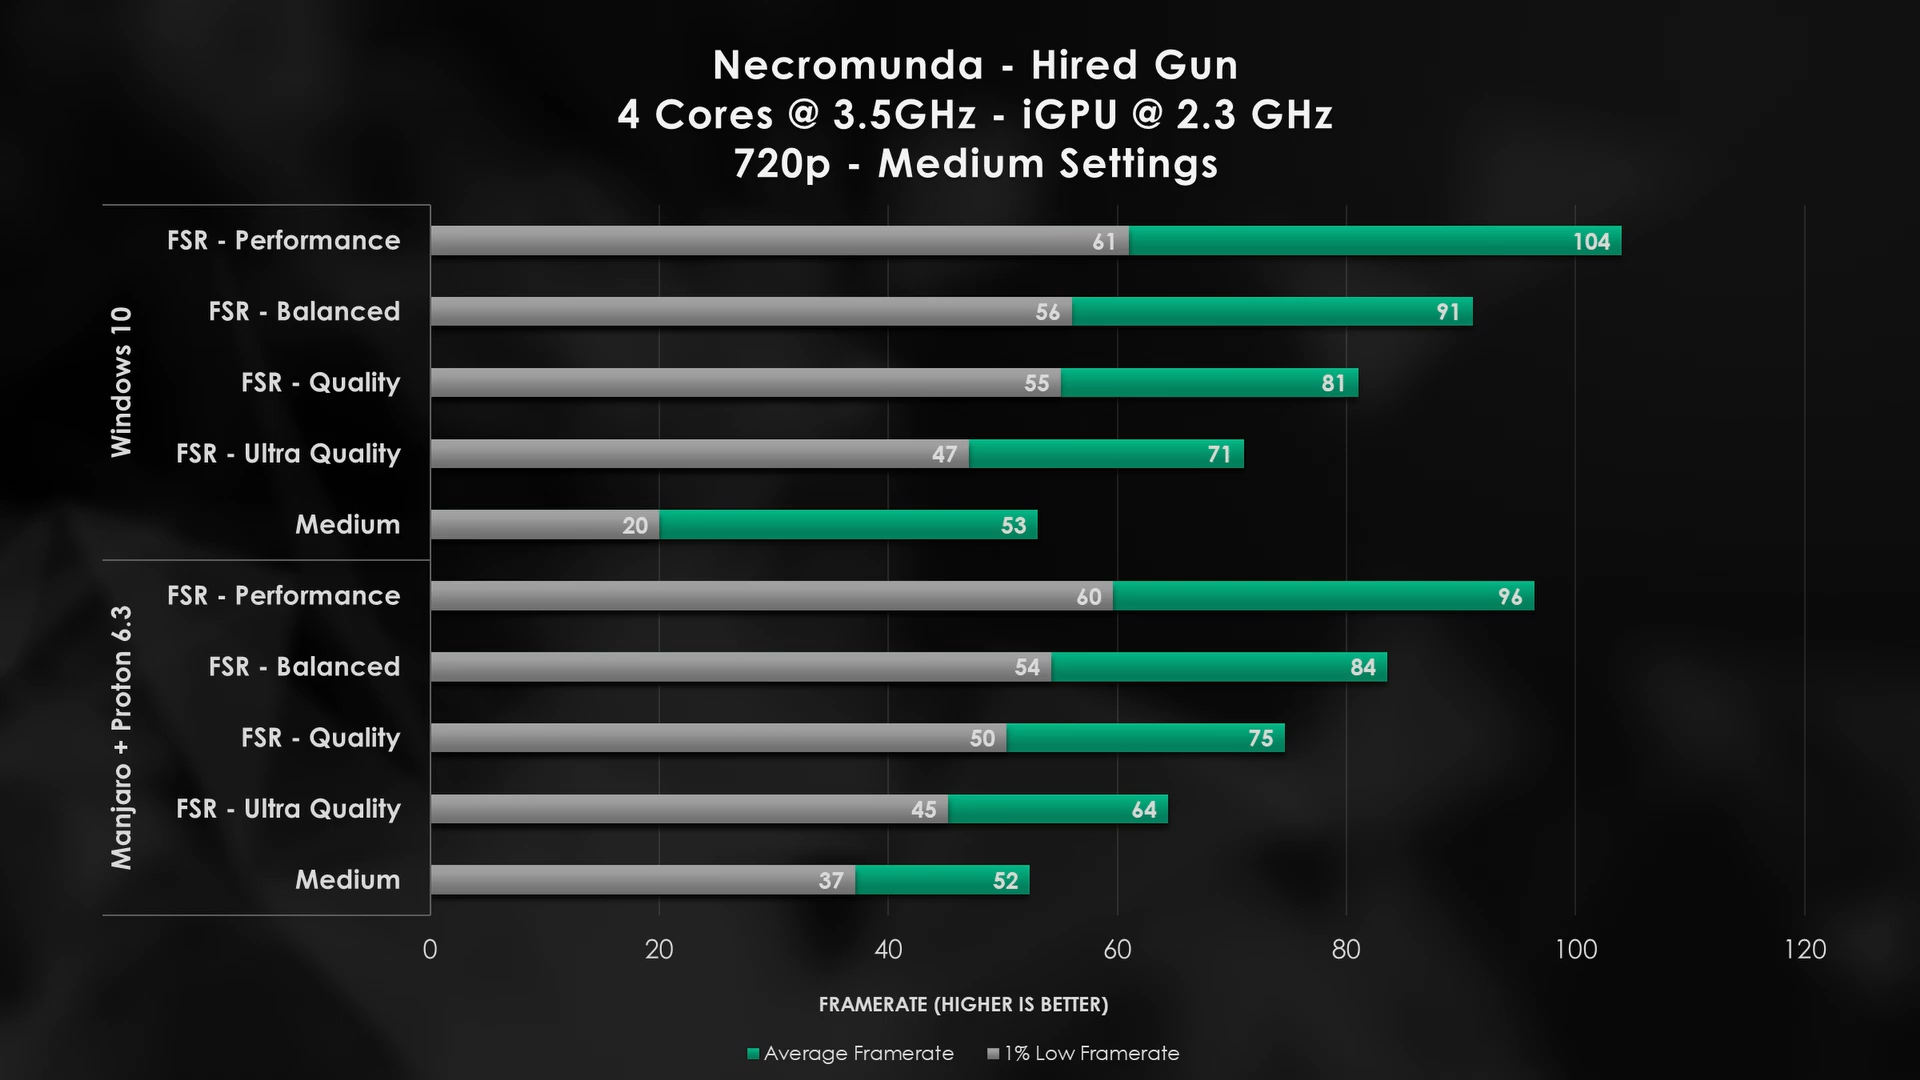 Necromunda - Hired Gun
4 Cores @ 3.5GHz - iGPU @ 2.3 GHz
720p - Medium Settings
Windows 10
FSR - Performance 61 104
FSR - Balanced 56 91
FSR - Quality 55 81
FSR - Ultra Quality 47 71
Medium 20 53
Manjaro + Proton 6.3
FSR - Performance 60 96
FSR - Balanced 54 84
FSR - Quality 50 75
FSR - Ultra Quality 45 64
Medium 37 52
0 20 40 60 80 100 120
FRAMERATE (HIGHER IS BETTER)
Average Framerate 1% Low Framerate